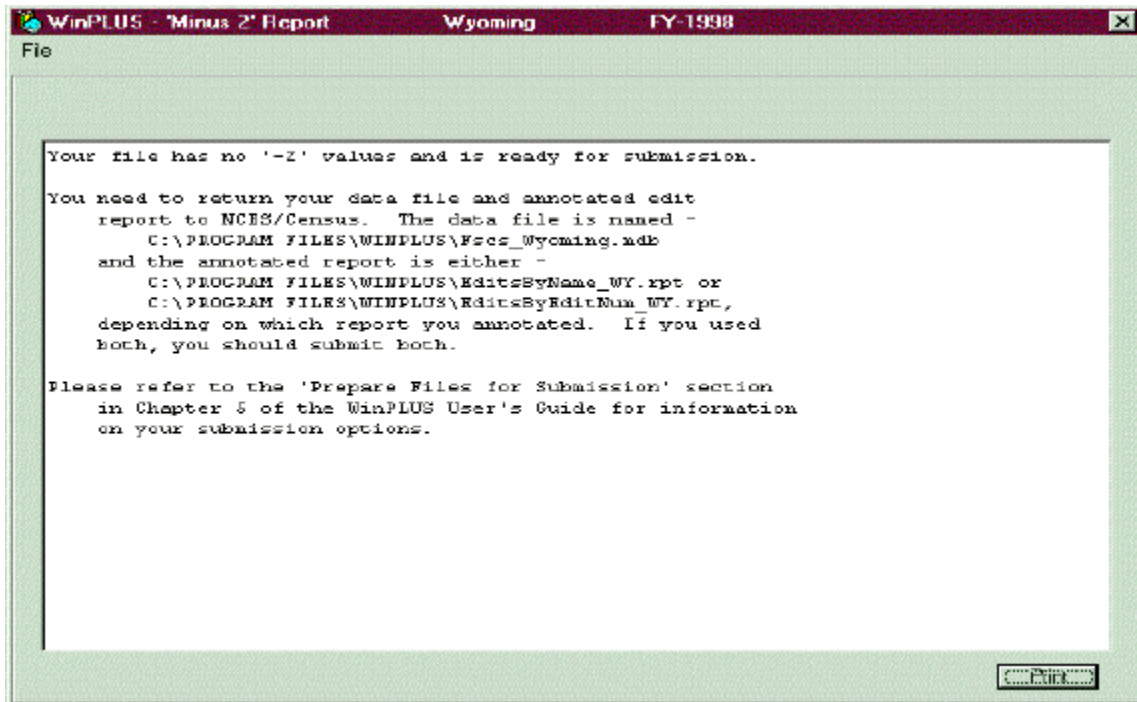 WinPLUS - 'Minus 2' Report Wyoming FY-1998
File
Your file has no '-2' values and is ready for submission.
You need to return your data file and annotated edit
report to NCES/Census. The data file is named -
C:\PROGRAM FILES\WINPLUS\Fscs_Wyoming.mdb
and the annotated report is either -
C:\PROGRAM FILES\WINPLUS\EditsByName_WY.rpt or
C:\PROGRAM FILES\WINPLUS\EditsByEditNum_WY.rpt,
depending on which report you annotated. If you used
both, you should submit both.
Please refer to the 'Prepare Files for Submission' section
in Chapter 5 of the WinPLUS User's Guide for information
on your submission options.
Print